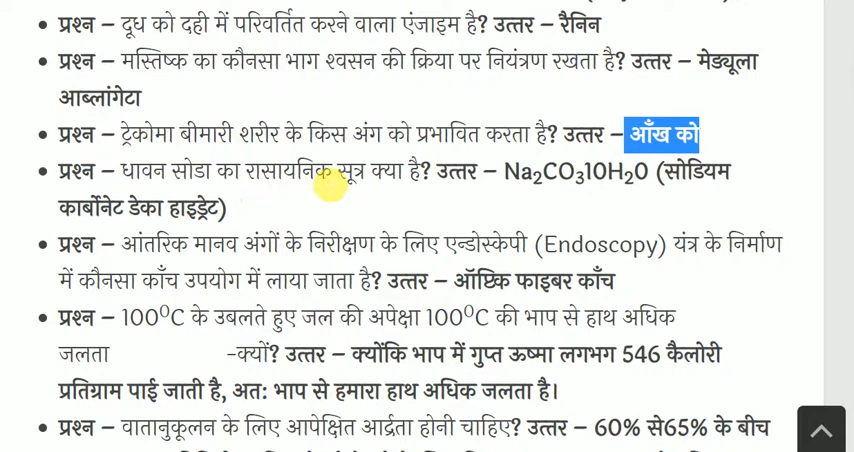 प्रश्न – दूध को दही में परिवर्तित करने वाला एंजाइम है? उत्तर – रैनिन
प्रश्न – मस्तिष्क का कौनसा भाग श्वसन की क्रिया पर नियंत्रण रखता है? उत्तर – मेड्यूला
आब्लांगेटा
प्रश्न – ट्रेकोमा बीमारी शरीर के किस अंग को प्रभावित करता है? उत्तर – आँख को
प्रश्न – धावन सोडा का रासायनिक सूत्र क्या है? उत्तर – Na₂CO₃10H₂0 (सोडियम
कार्बोनेट डेका हाइड्रेट)
प्रश्न – आंतरिक मानव अंगों के निरीक्षण के लिए एन्डोस्केपी (Endoscopy) यंत्र के निर्माण
में कौनसा काँच उपयोग में लाया जाता है? उत्तर – ऑप्टिक फाइबर काँच
प्रश्न – 100⁰C के उबलते हुए जल की अपेक्षा 100⁰C की भाप से हाथ अधिक
जलता -क्यों? उत्तर – क्योंकि भाप में गुप्त ऊष्मा लगभग 546 कैलोरी
प्रतिग्राम पाई जाती है, अत: भाप से हमारा हाथ अधिक जलता है।
प्रश्न – वातानुकूलन के लिए आपेक्षित आर्द्रता होनी चाहिए? उत्तर – 60% से65% के बीच